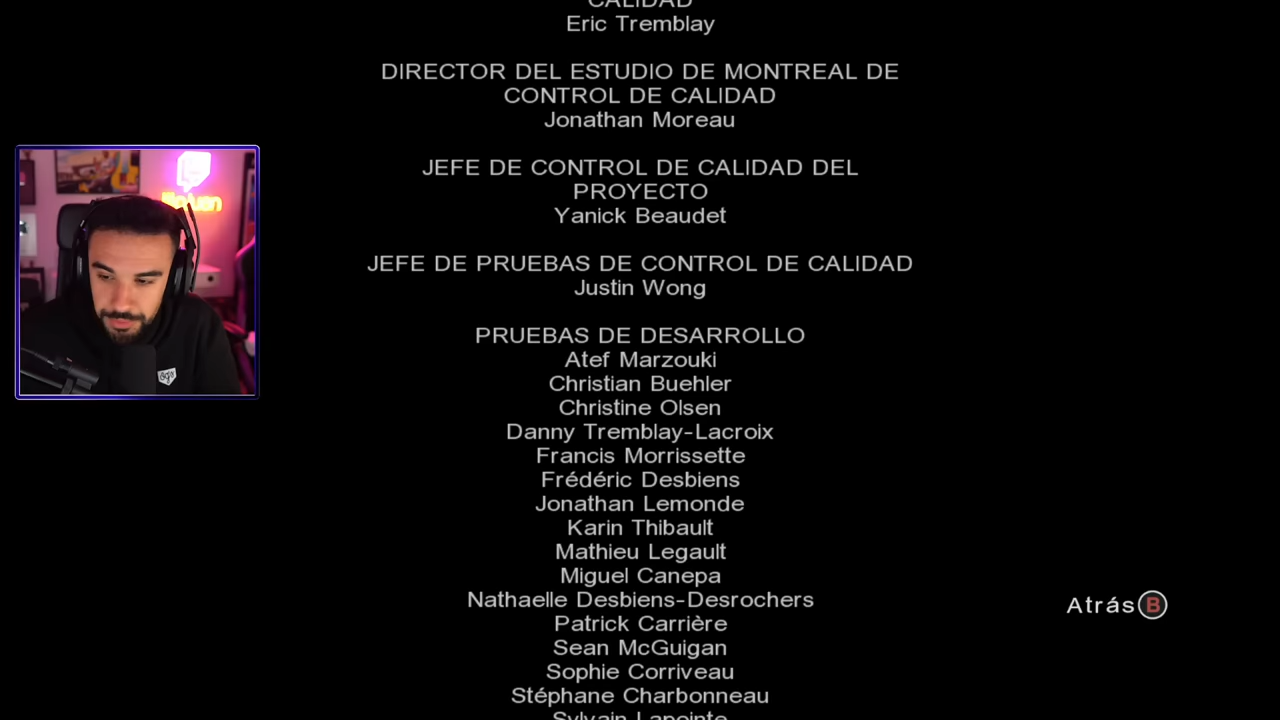 CALIDAD
Eric Tremblay
DIRECTOR DEL ESTUDIO DE MONTREAL DE
CONTROL DE CALIDAD
Jonathan Moreau
JEFE DE CONTROL DE CALIDAD DEL
PROYECTO
Yanick Beaudet
JEFE DE PRUEBAS DE CONTROL DE CALIDAD
Justin Wong
PRUEBAS DE DESARROLLO
Atef Marzouki
Christian Buehler
Christine Olsen
Danny Tremblay-Lacroix
Francis Morrissette
Frédéric Desbiens
Jonathan Lemonde
Karin Thibault
Mathieu Legault
Miguel Canepa
Nathaelle Desbiens-Desrochers
Patrick Carrière
Sean McGuigan
Sophie Corriveau
Stéphane Charbonneau
Sylvain Lapointe
Atrás B